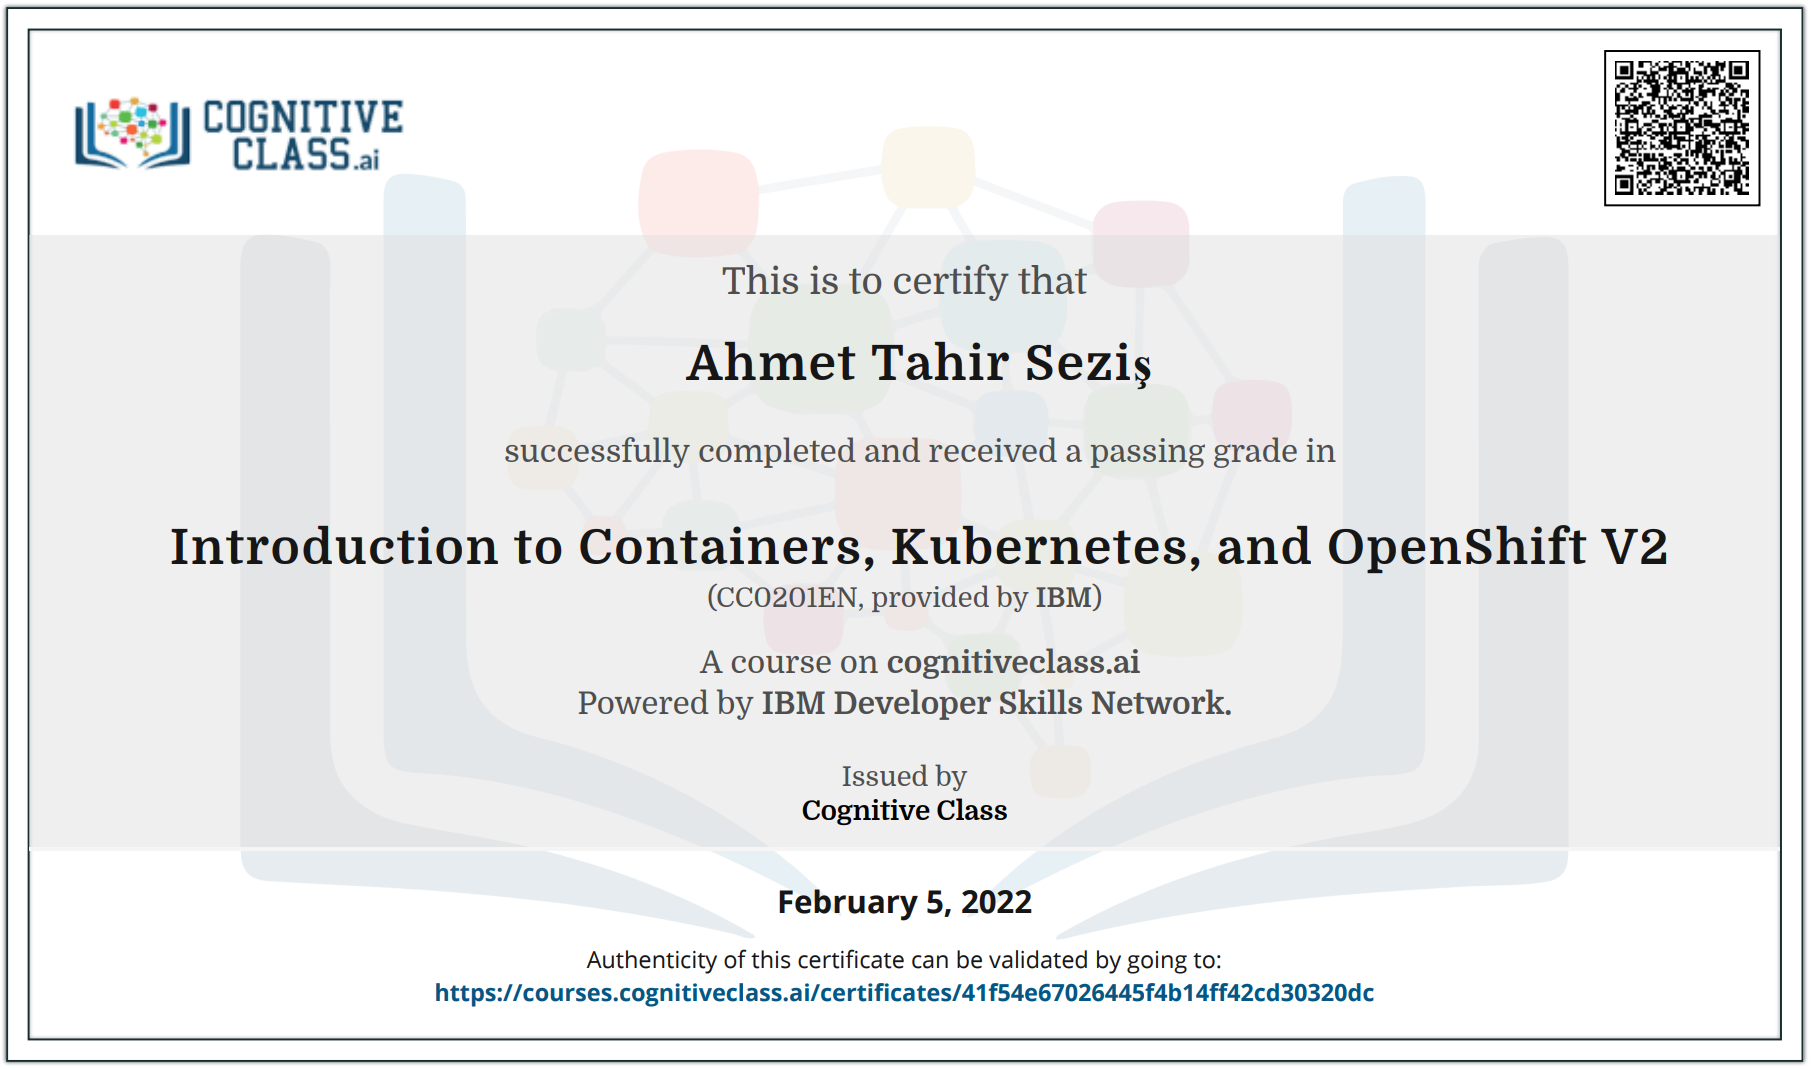 COGNITIVE
CLASS.ai
This is to certify that
Ahmet Tahir Seziş
successfully completed and received a passing grade in
Introduction to Containers, Kubernetes, and OpenShift V2
(CC0201EN, provided by IBM)
A course on cognitiveclass.ai
Powered by IBM Developer Skills Network.
Issued by
Cognitive Class
February 5, 2022
Authenticity of this certificate can be validated by going to:
https://courses.cognitiveclass.ai/certificates/41f54e67026445f4b14ff42cd30320dc